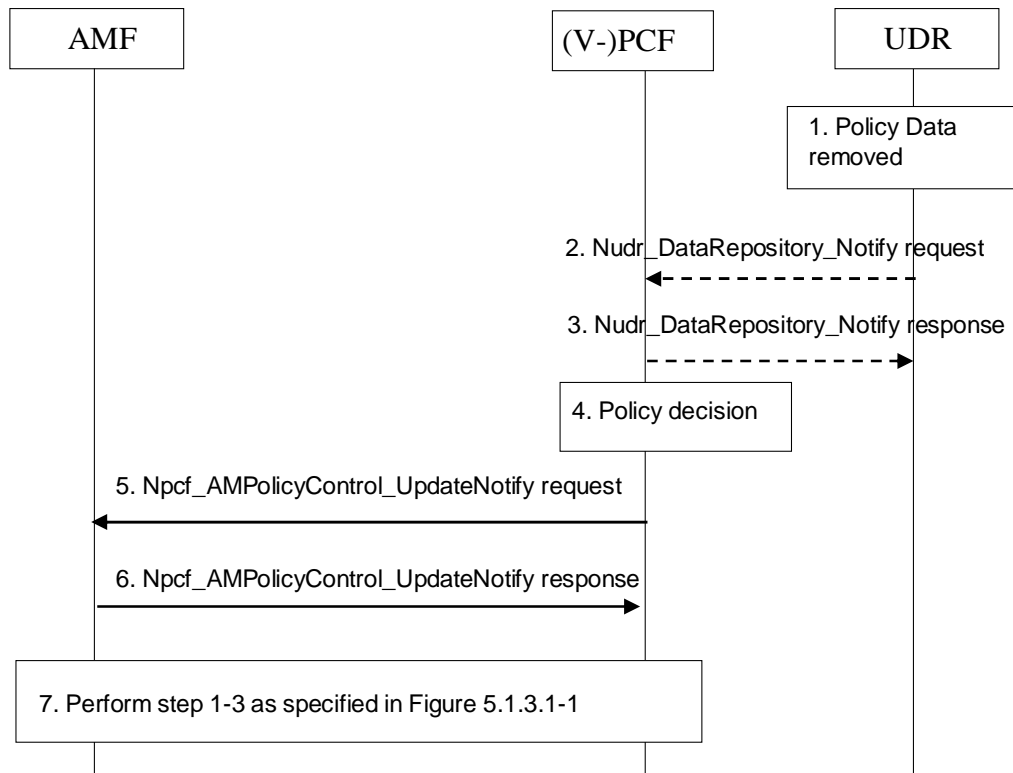 AMF
(V-)PCF
UDR
1. Policy Data
removed
2. Nudr_DataRepository_Notify request
3. Nudr_DataRepository_Notify response
4. Policy decision
5. Npcf_AMPolicyControl_UpdateNotify request
6. Npcf_AMPolicyControl_UpdateNotify response
7. Perform step 1-3 as specified in Figure 5.1.3.1-1